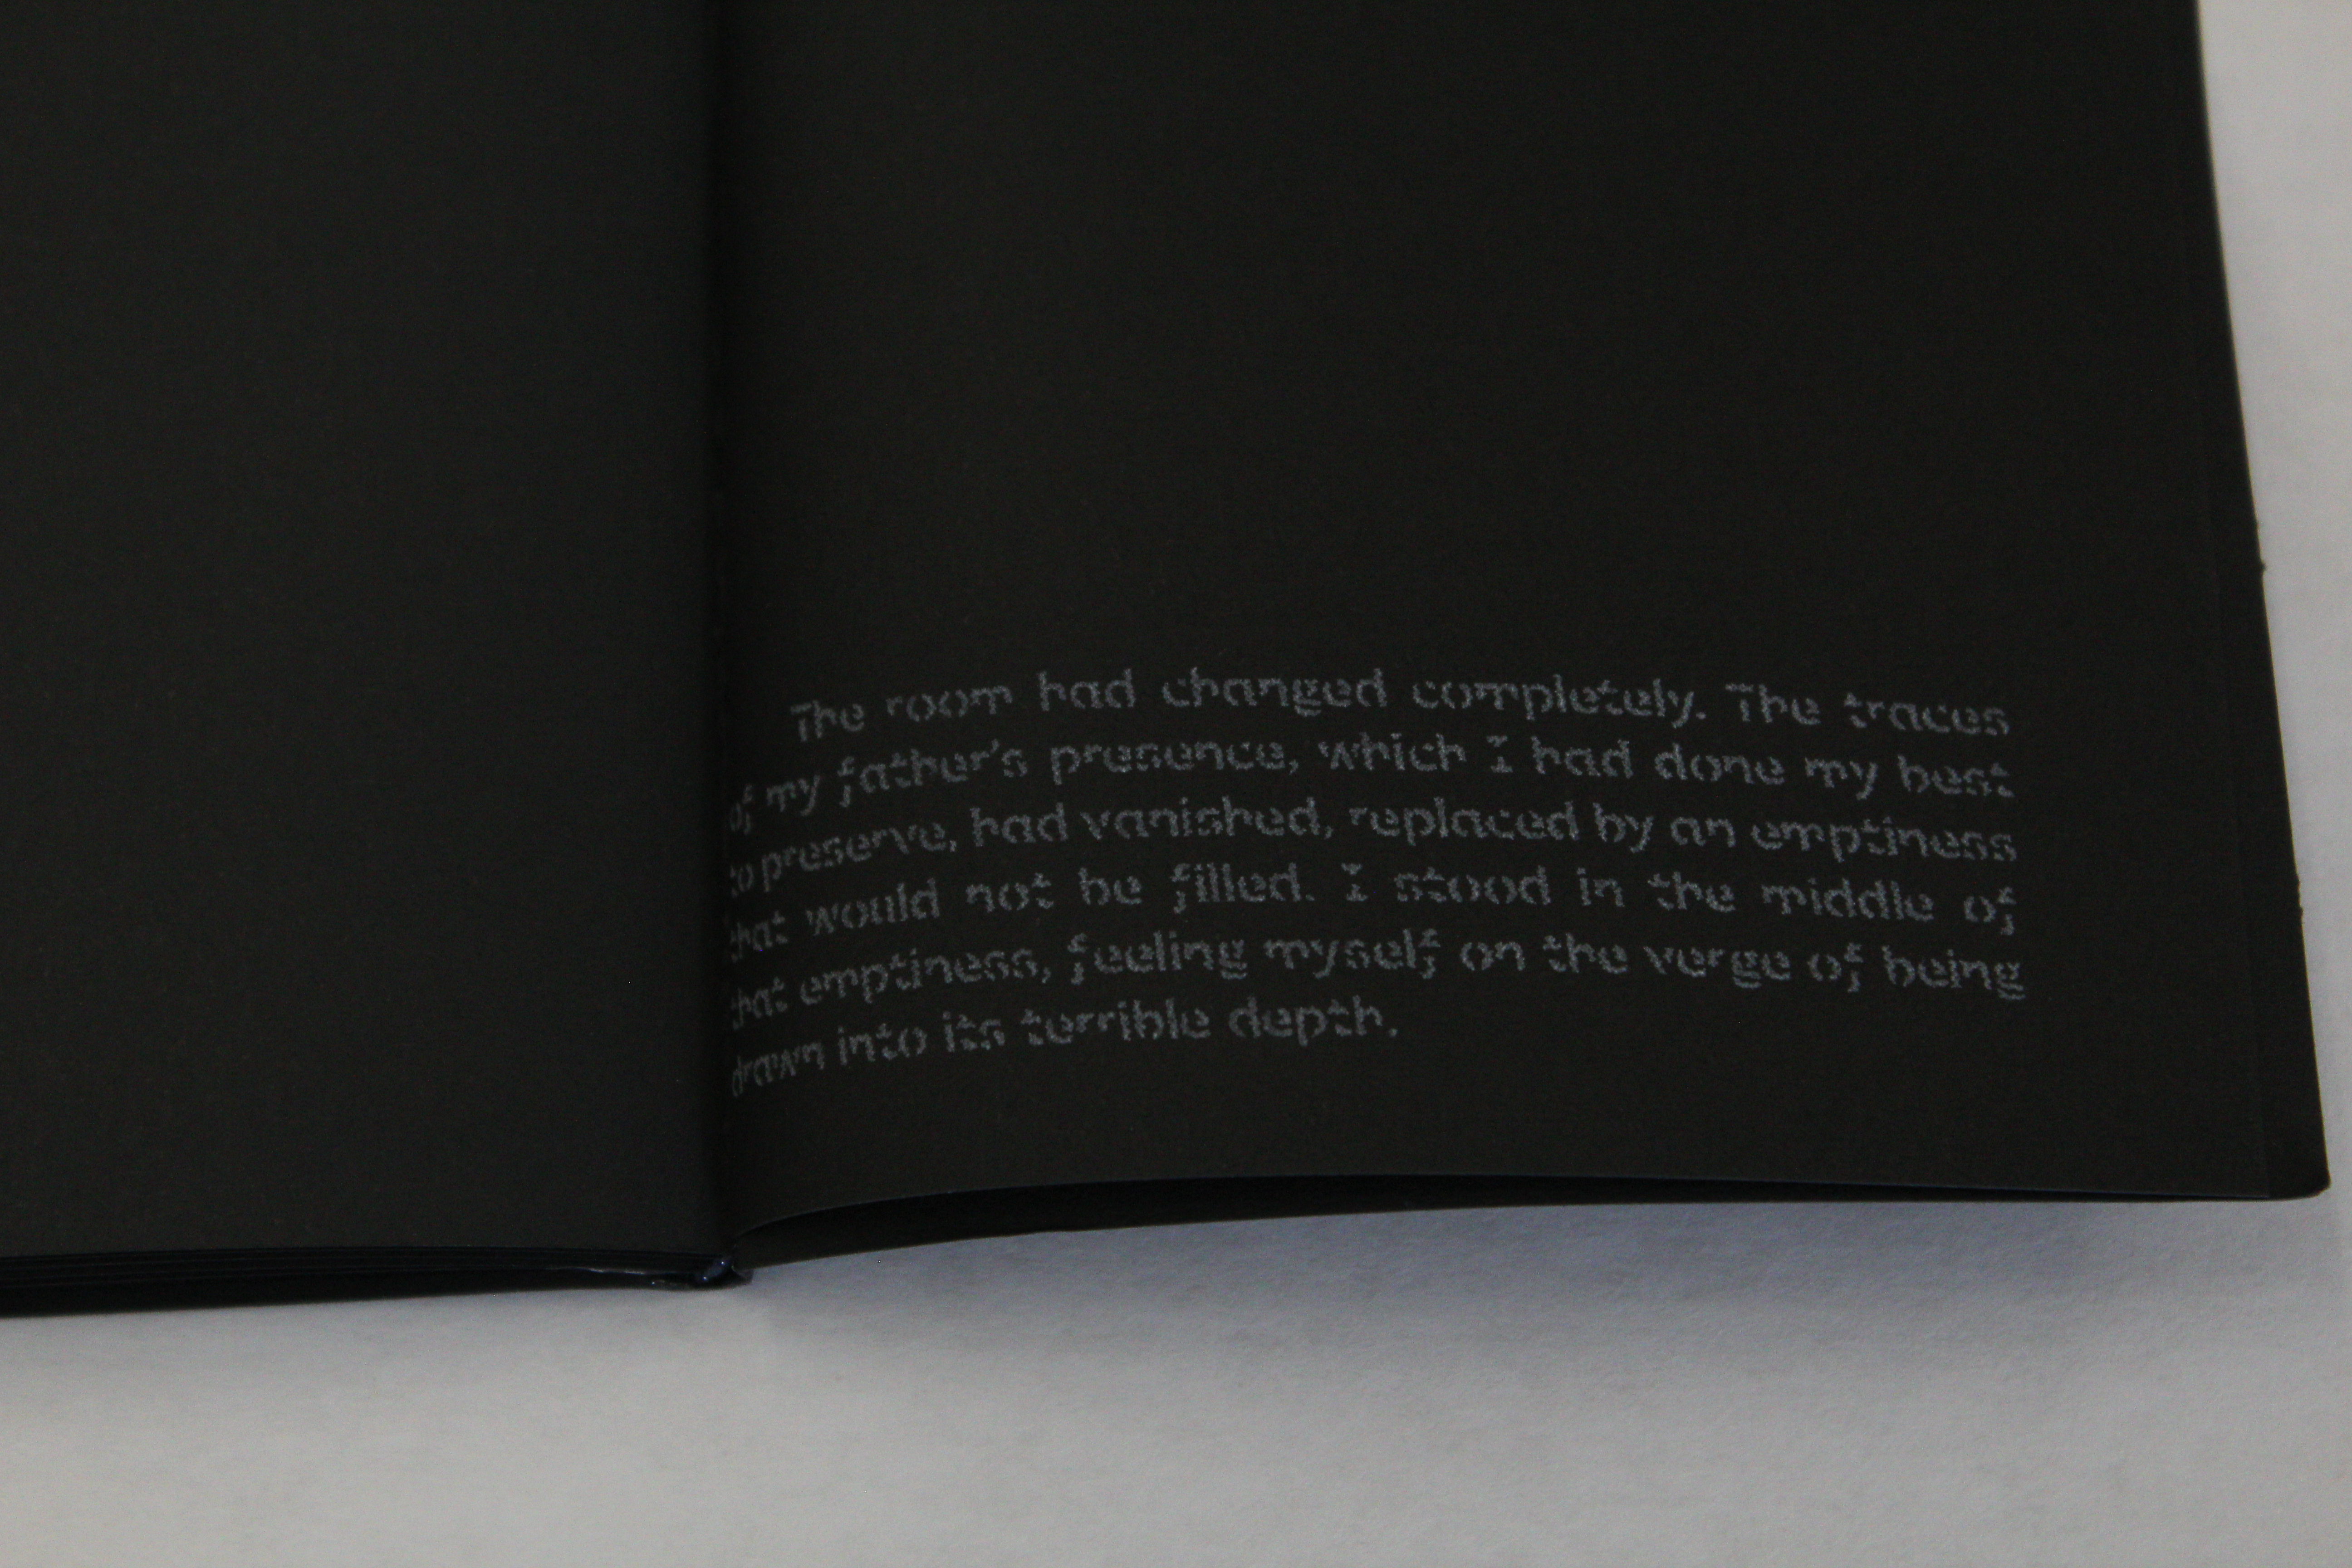 The room had changed completely. The traces
of my father's presence, which I had done my best
to preserve, had vanished, replaced by an emptiness
that would not be filled. I stood in the middle of
that emptiness, feeling myself on the verge of being
drawn into its terrible depth.